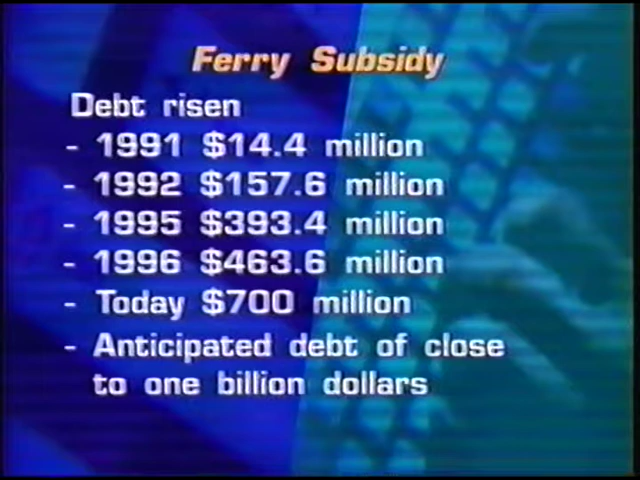 Ferry Subsidy
Debt risen
- 1991 $14.4 million
- 1992 $157.6 million
- 1995 $393.4 million
- 1996 $463.6 million
- Today $700 million
- Anticipated debt of close
to one billion dollars